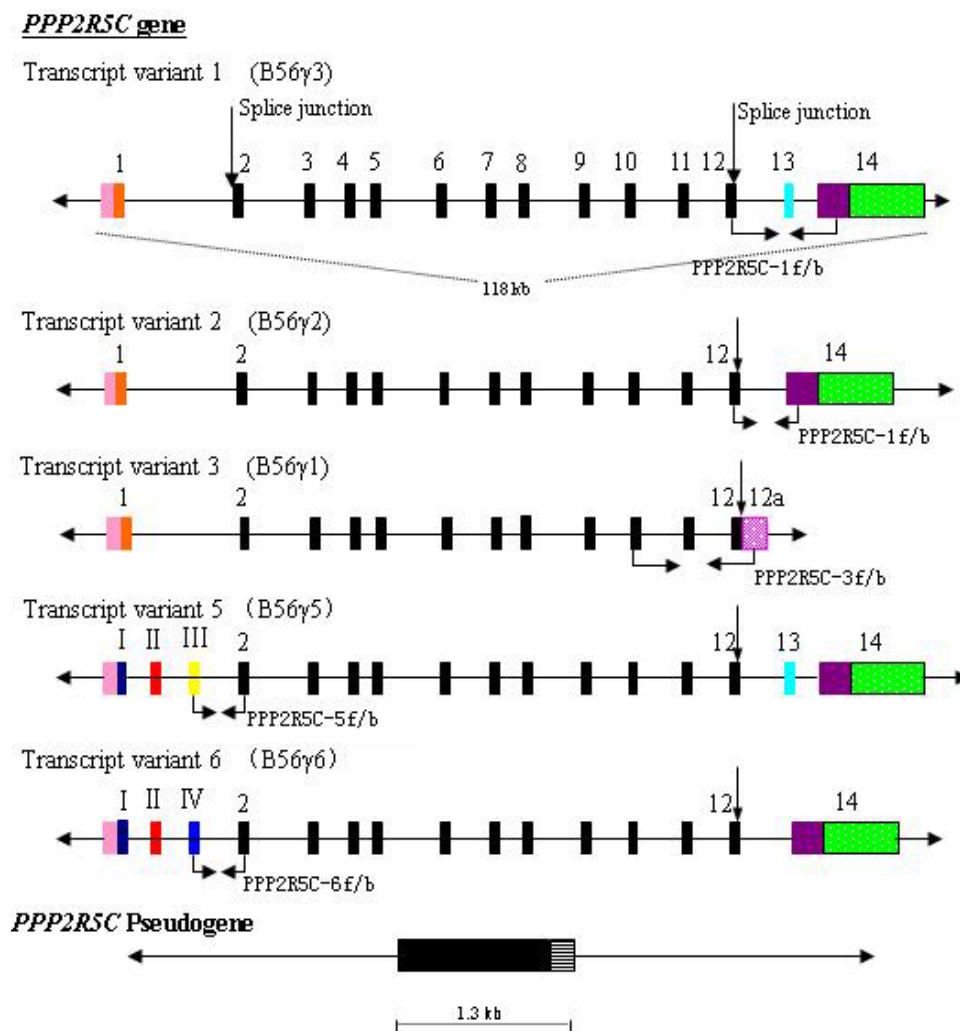 PPP2R5C gene
Transcript variant 1 (B56γ3)
Splice junction
Splice junction
1 2 3 4 5 6 7 8 9 10 11 12 13 14
PPP2R5C-1f/b
118kb
Transcript variant 2 (B56γ2)
1 2 12 14
PPP2R5C-1f/b
Transcript variant 3 (B56γ1)
1 2 12 12a
PPP2R5C-3f/b
Transcript variant 5 (B56γ5)
I II III 2 12 13 14
PPP2R5C-5f/b
Transcript variant 6 (B56γ6)
I II IV 2 12 14
PPP2R5C-6f/b
PPP2R5C Pseudogene
1.3 kb